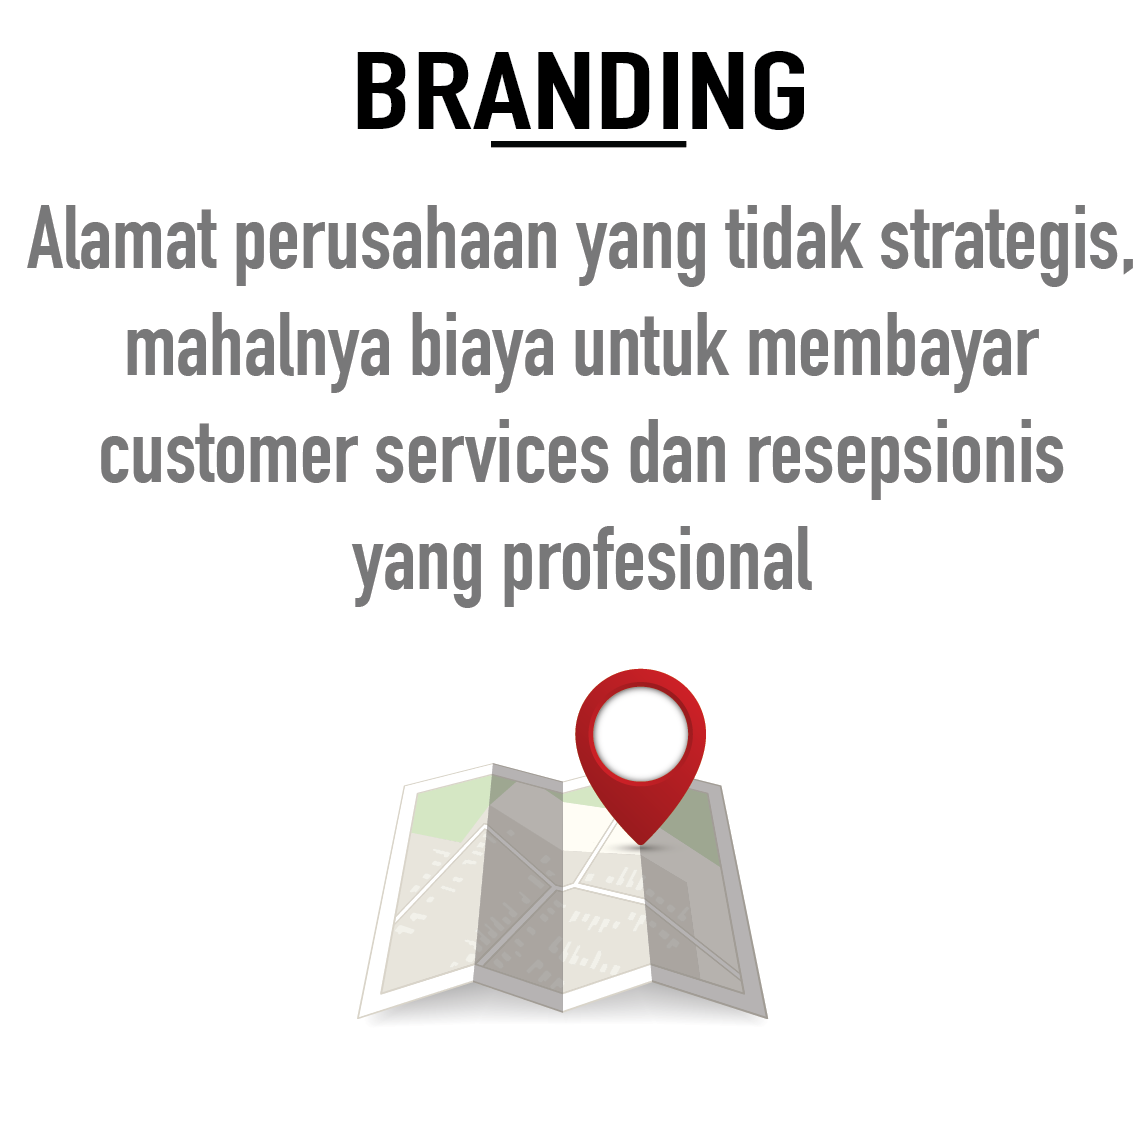 BRANDING
Alamat perusahaan yang tidak strategis,
mahalnya biaya untuk membayar
customer services dan resepsionis
yang profesional